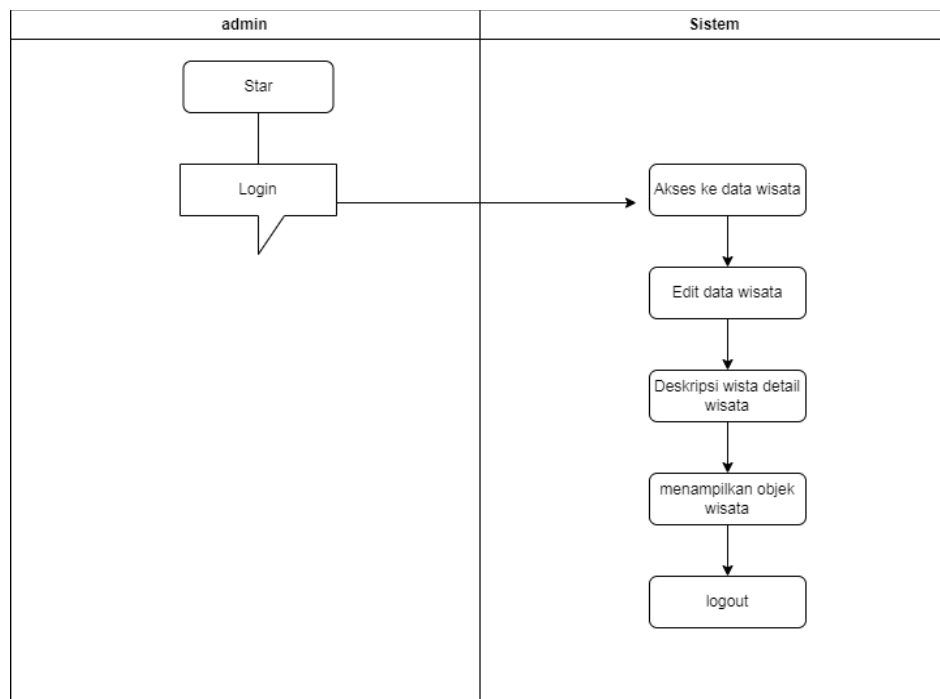 admin
Sistem
Star
Login
Akses ke data wisata
Edit data wisata
Deskripsi wista detail
wisata
menampilkan objek
wisata
logout